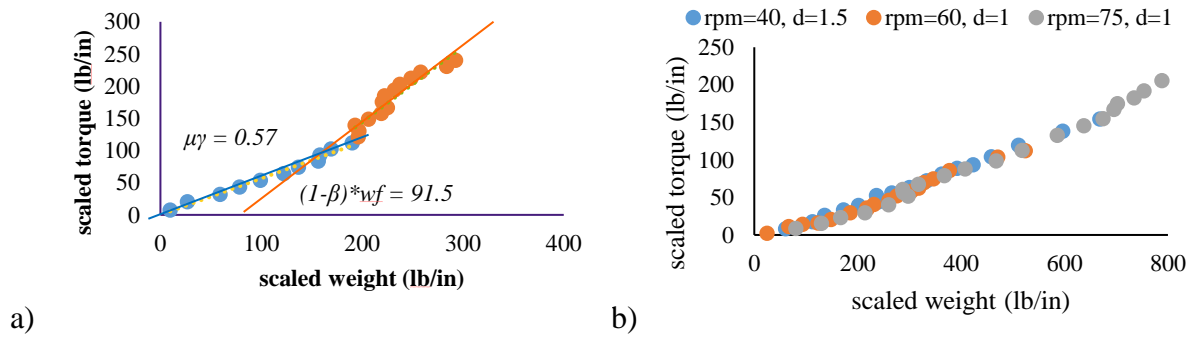 300
250
200
150
100
50
0
scaled torque (lb/in)
μγ = 0.57
(1-β)*wf = 91.5
0 100 200 300 400
scaled weight (lb/in)
a)
rpm=40, d=1.5 rpm=60, d=1 rpm=75, d=1
250
200
150
100
50
0
scaled torque (lb/in)
0 200 400 600 800
scaled weight (lb/in)
b)